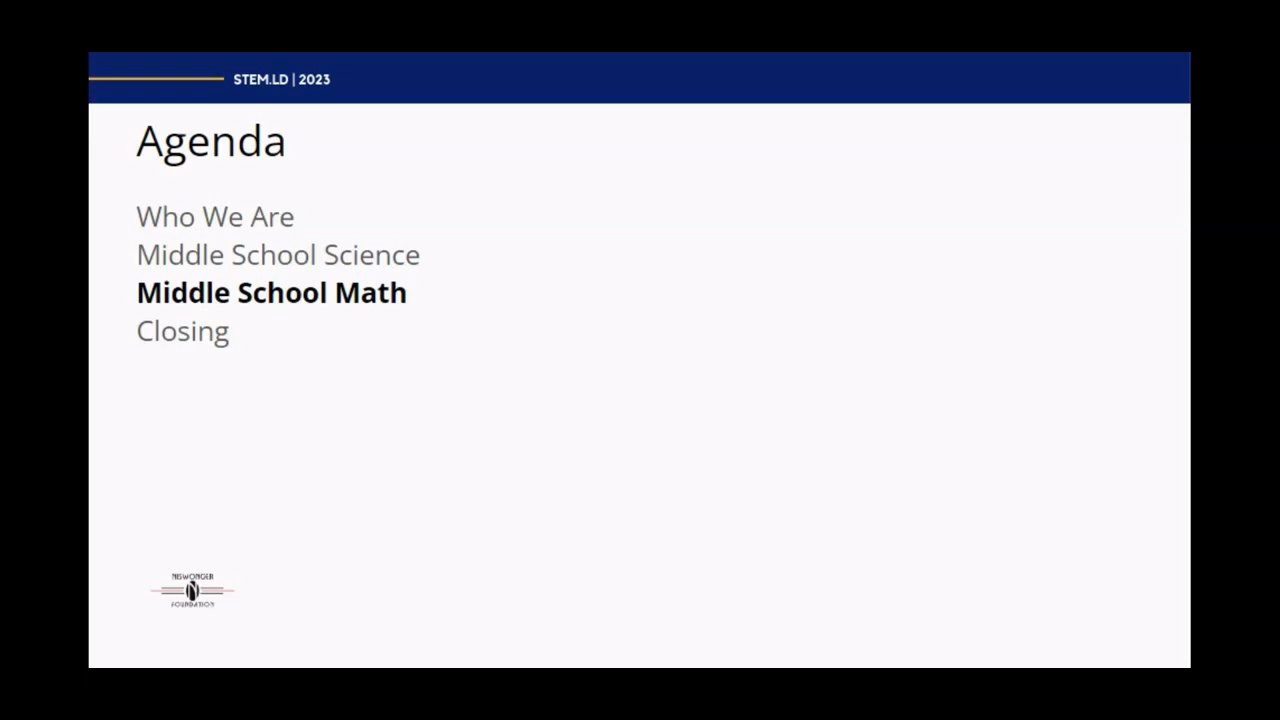 STEM.LD | 2023
Agenda
Who We Are
Middle School Science
Middle School Math
Closing
NISWONGER
N
FOUNDATION